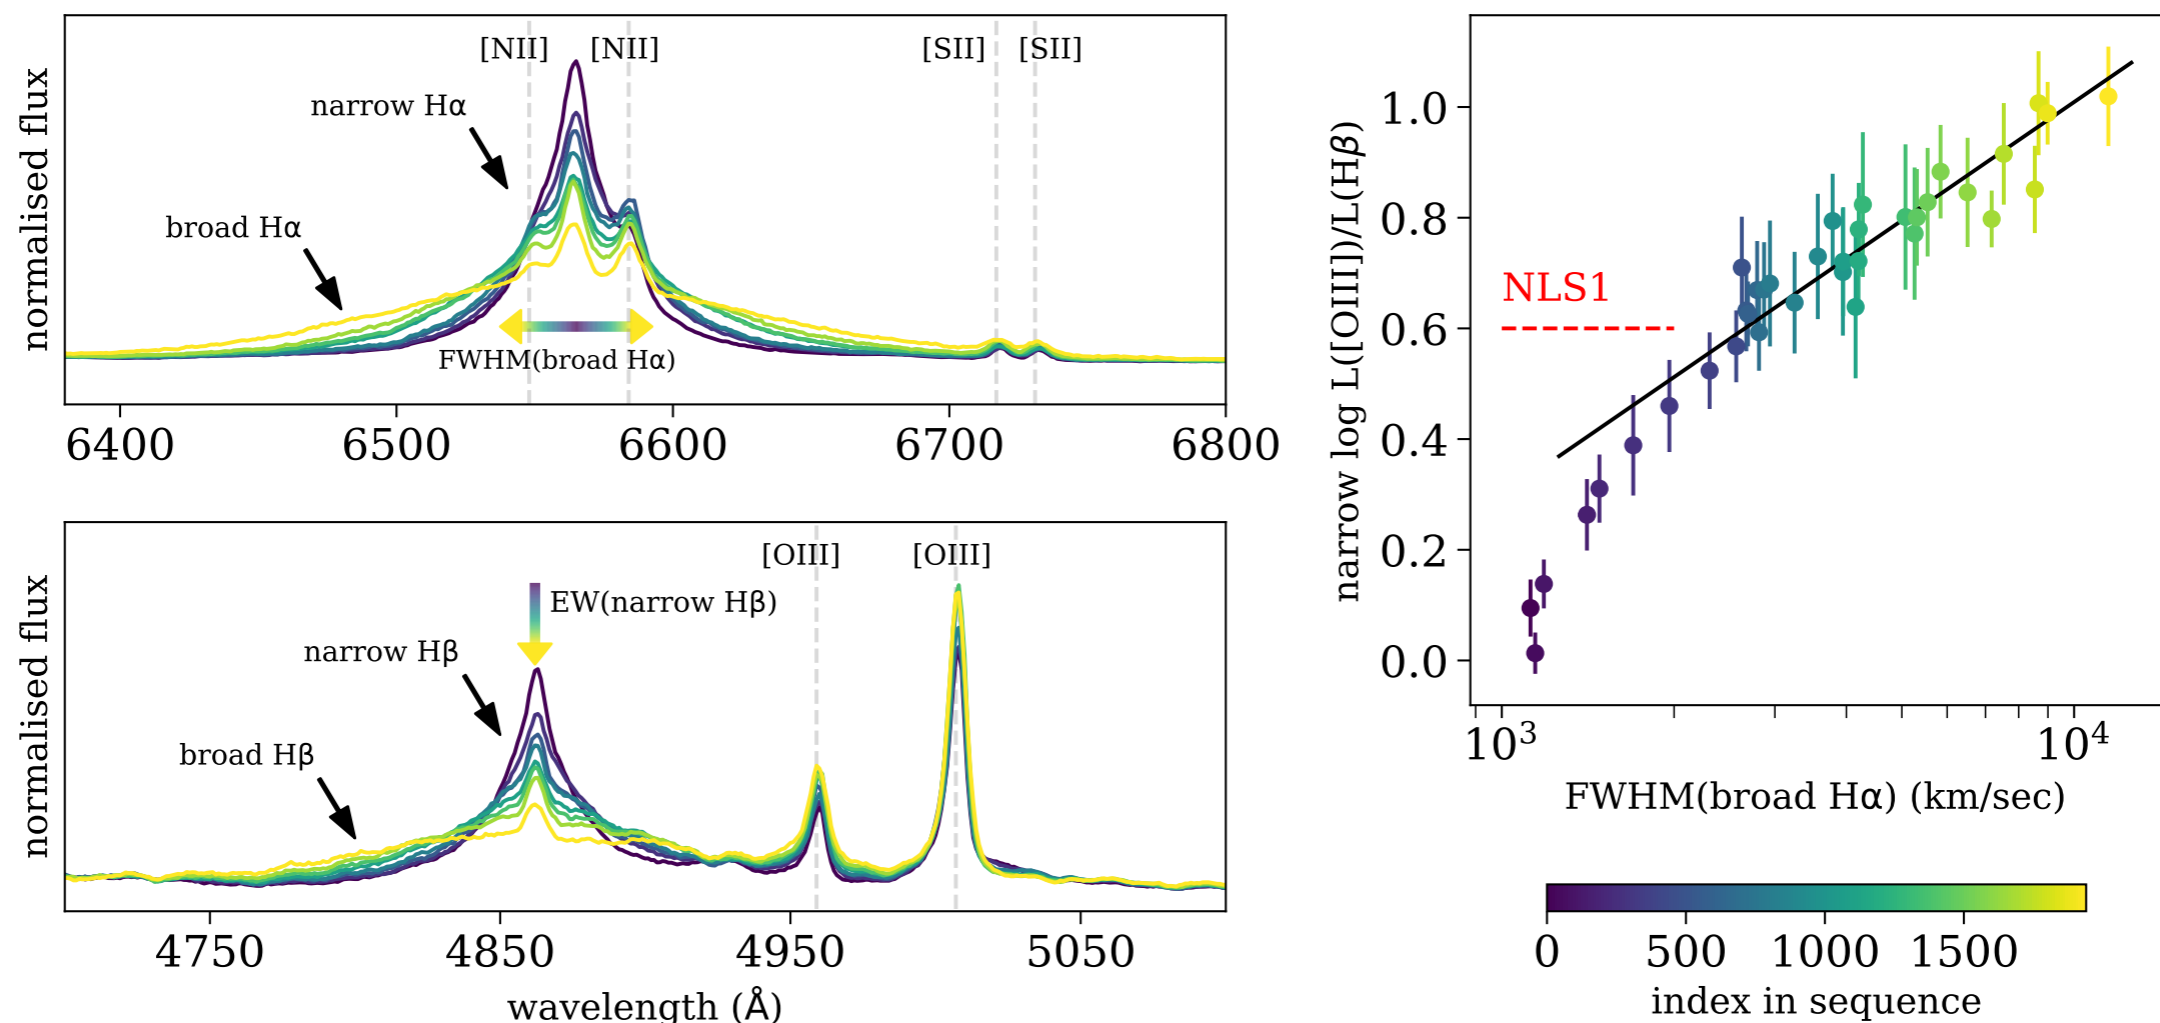 normalised flux
[NII]
[NII]
[SII]
[SII]
narrow Hα
broad Hα
FWHM(broad Hα)
6400
6500
6600
6700
6800
normalised flux
[OIII]
[OIII]
EW(narrow Hβ)
narrow Hβ
broad Hβ
4750
4850
4950
5050
wavelength (Å)
narrow log L([OIII])/L(Hβ)
1.0
0.8
0.6
0.4
0.2
0.0
NLS1
10³
10⁴
FWHM(broad Hα) (km/sec)
0
500
1000
1500
index in sequence